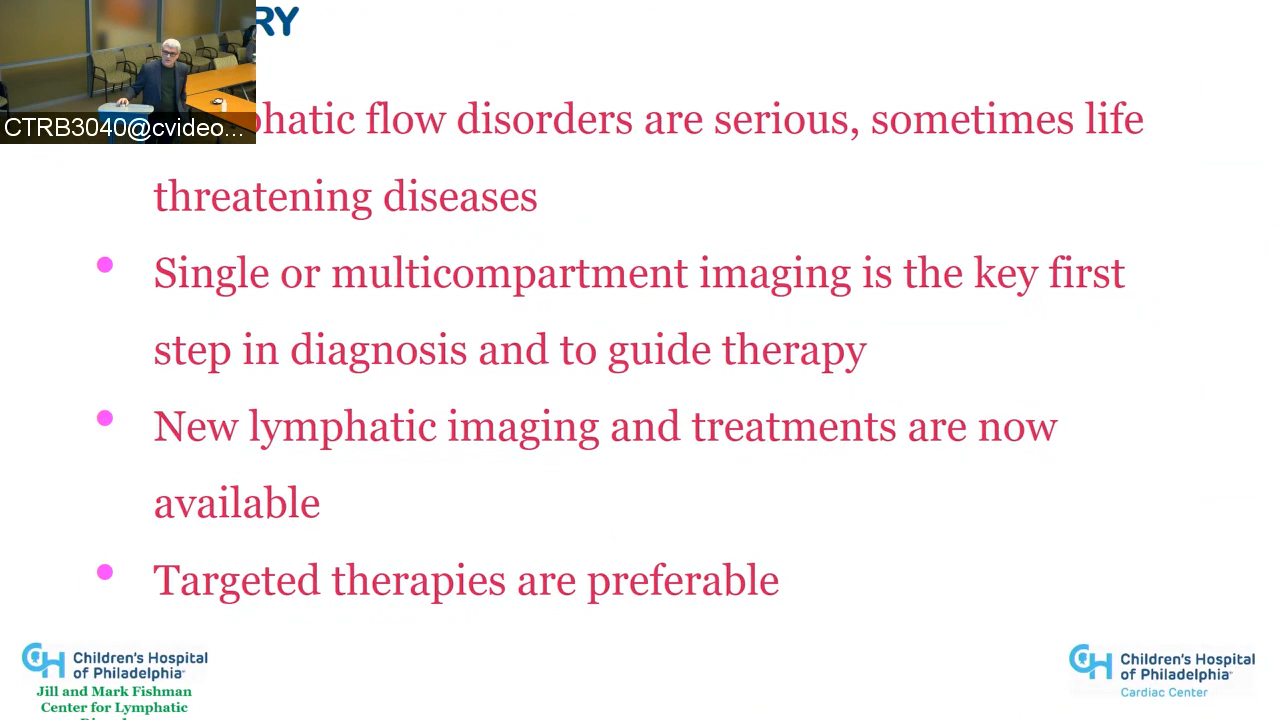 RY
CTRB3040@cvideo...
phatic flow disorders are serious, sometimes life
threatening diseases
• Single or multicompartment imaging is the key first
step in diagnosis and to guide therapy
• New lymphatic imaging and treatments are now
available
• Targeted therapies are preferable
Children's Hospital
of Philadelphia
Jill and Mark Fishman
Center for Lymphatic
Children's Hospital
of Philadelphia
Cardiac Center